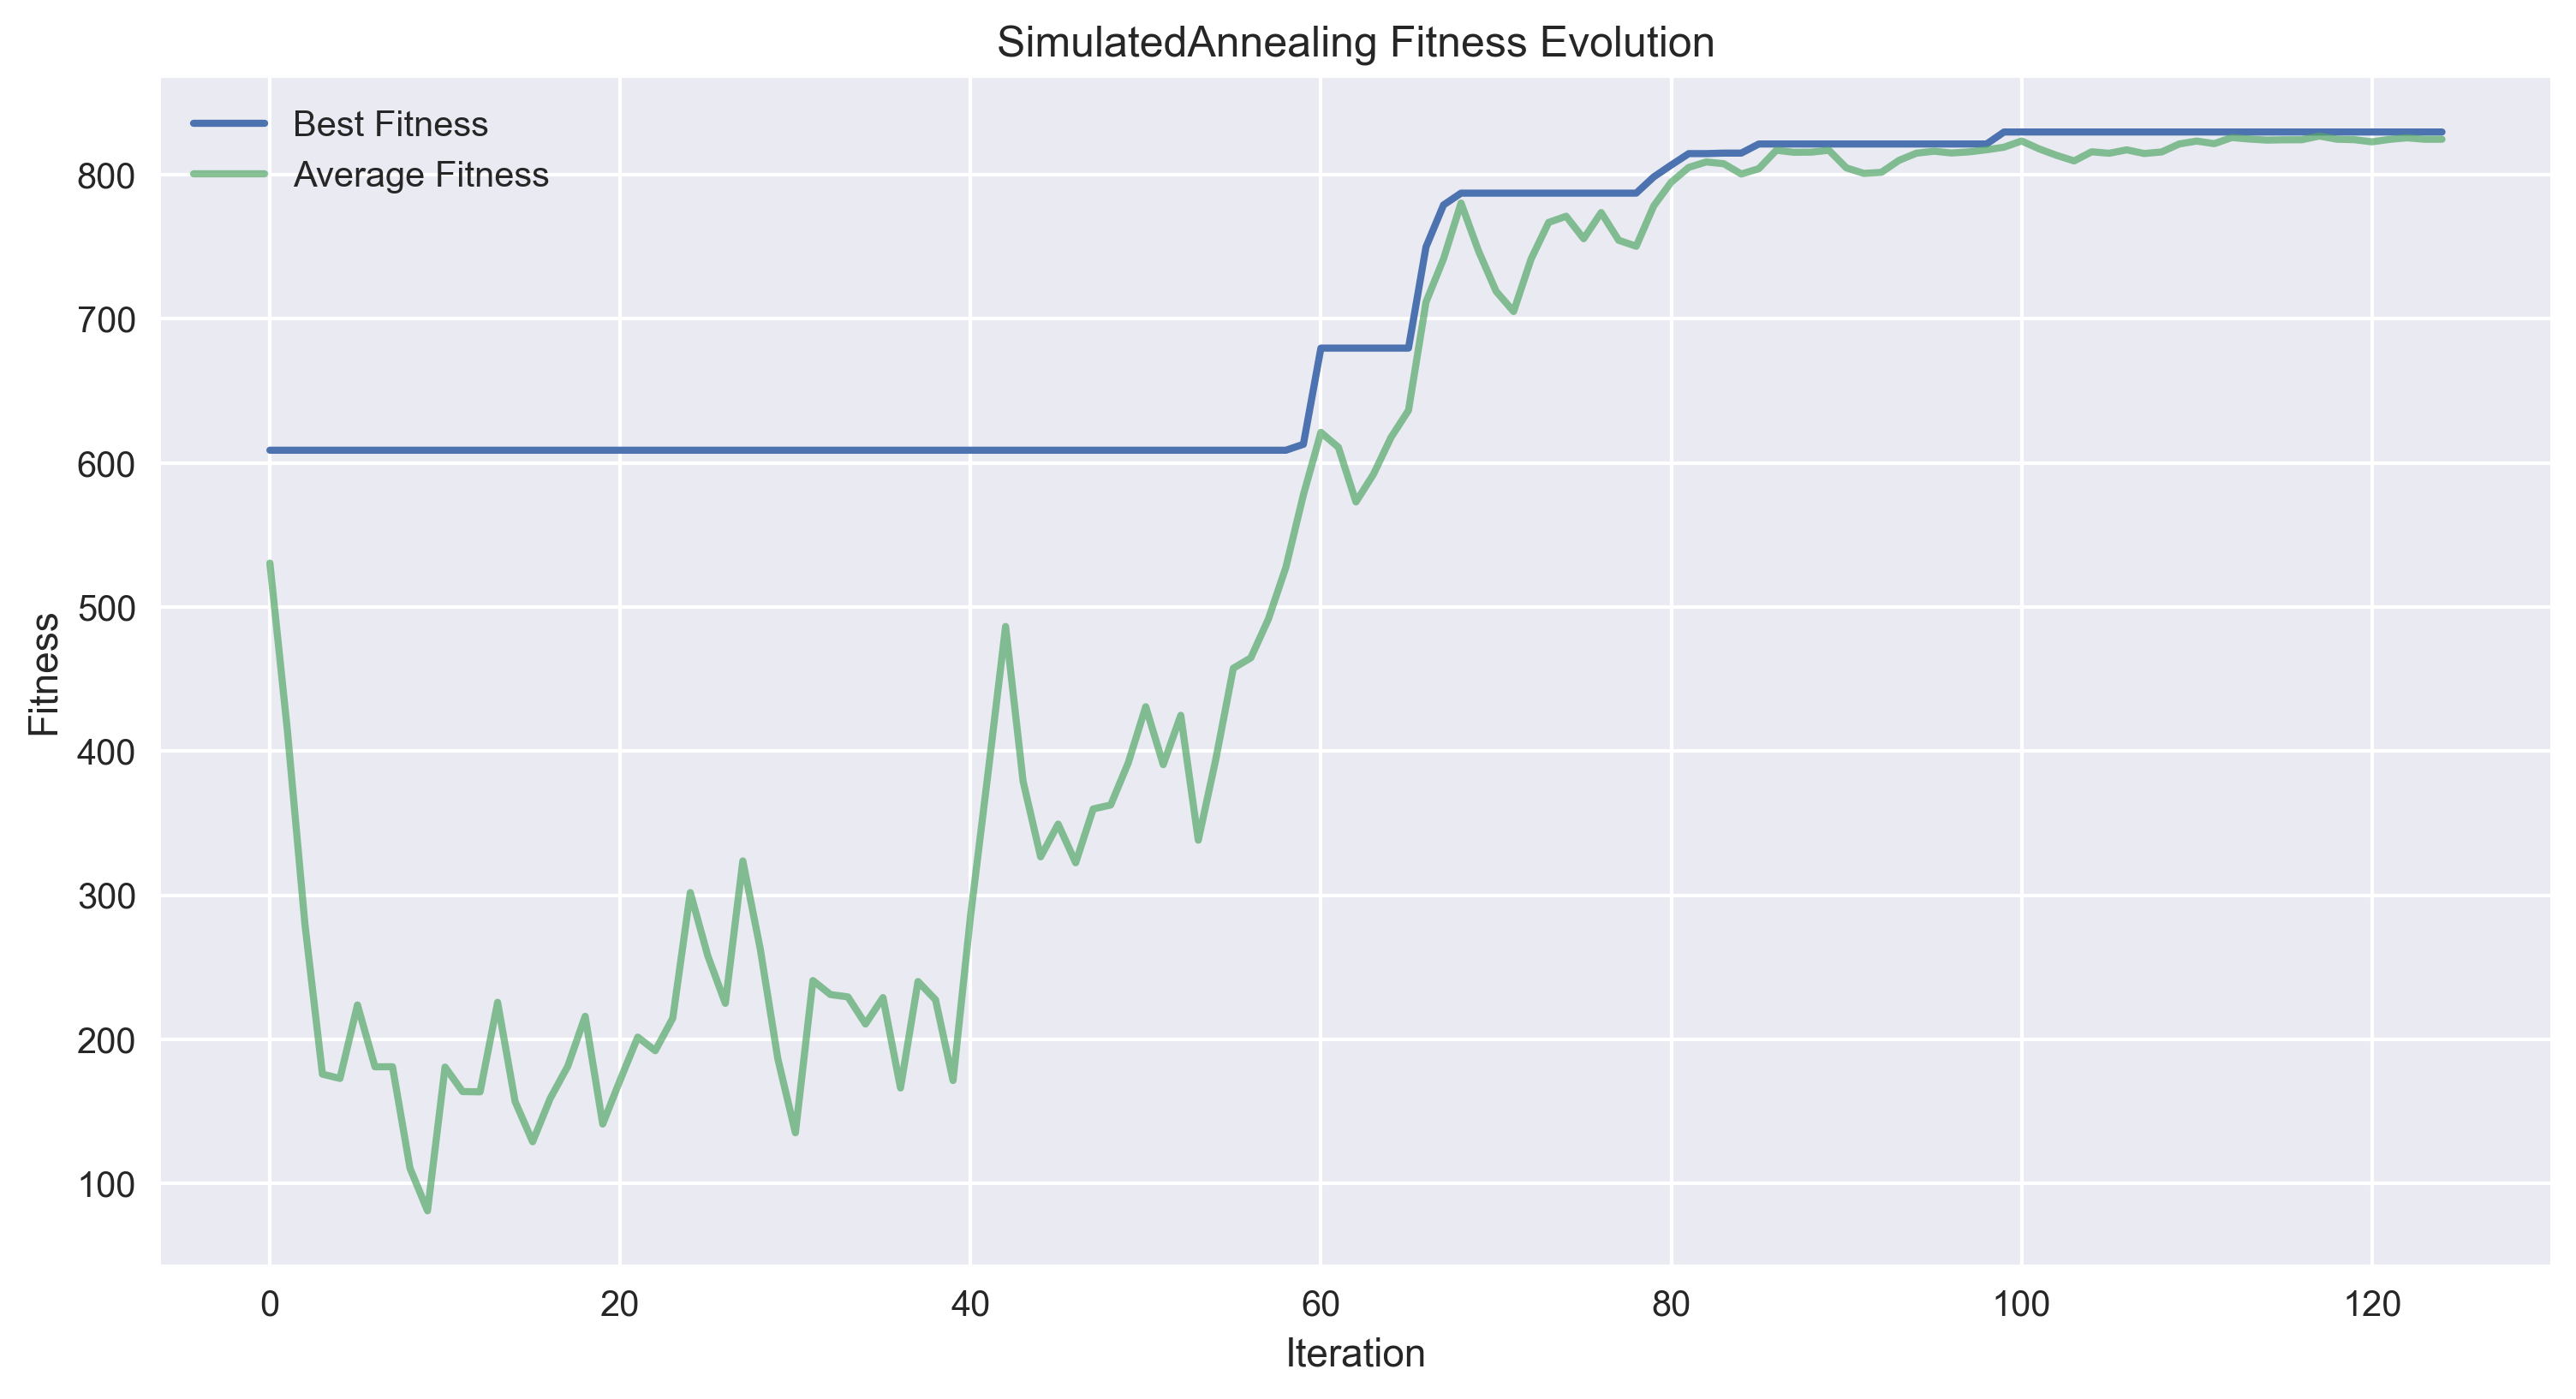 SimulatedAnnealing Fitness Evolution
Best Fitness
Average Fitness
800
700
600
500
400
300
200
100
Fitness
0 20 40 60 80 100 120
Iteration